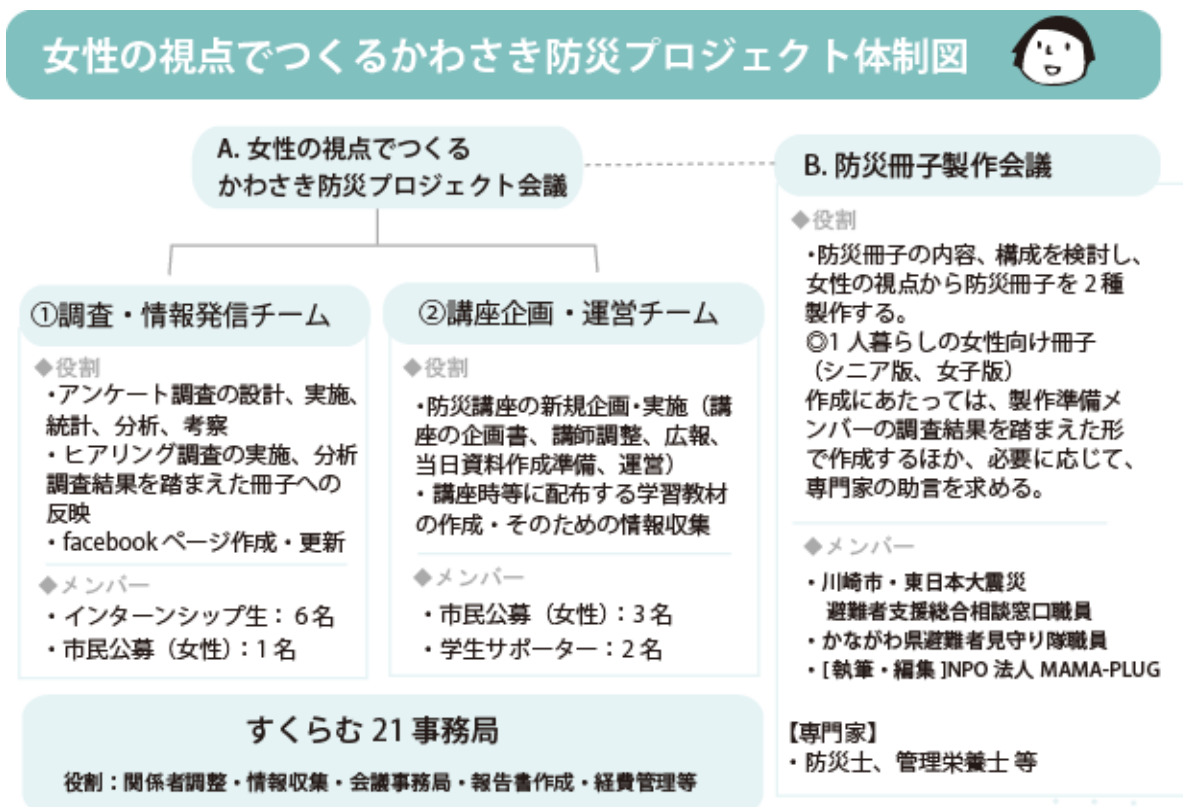 女性の視点でつくるかわさき防災プロジェクト体制図
A. 女性の視点でつくる
かわさき防災プロジェクト会議
①調査・情報発信チーム
◆役割
・アンケート調査の設計、実施、
統計、分析、考察
・ヒアリング調査の実施、分析
調査結果を踏まえた冊子への
反映
・facebookページ作成・更新
◆メンバー
・インターンシップ生：6名
・市民公募（女性）：1名
②講座企画・運営チーム
◆役割
・防災講座の新規企画・実施（講
座の企画書、講師調整、広報、
当日資料作成準備、運営）
・講座時等に配布する学習教材
の作成・そのための情報収集
◆メンバー
・市民公募（女性）：3名
・学生サポーター：2名
すくらむ21事務局
役割：関係者調整・情報収集・会議事務局・報告書作成・経費管理等
B. 防災冊子製作会議
◆役割
・防災冊子の内容、構成を検討し、
女性の視点から防災冊子を2種
製作する。
◎1人暮らしの女性向け冊子
（シニア版、女子版）
作成にあたっては、製作準備メ
ンバーの調査結果を踏まえた形
で作成するほか、必要に応じて、
専門家の助言を求める。
◆メンバー
・川崎市・東日本大震災
避難者支援総合相談窓口職員
・かながわ県避難者見守り隊職員
・[執筆・編集]NPO法人MAMA-PLUG
【専門家】
・防災士、管理栄養士 等